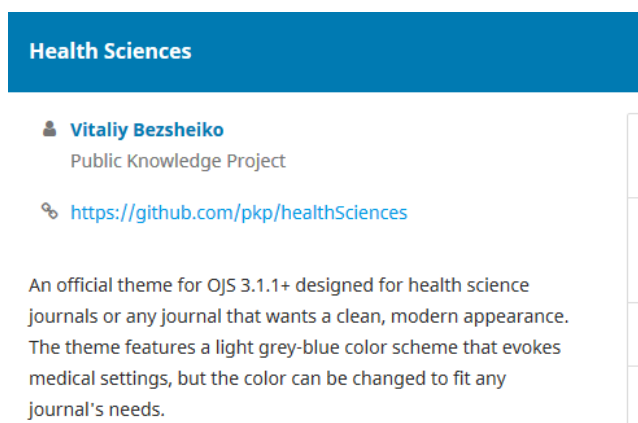 Health Sciences
Vitaliy Bezsheiko
Public Knowledge Project
https://github.com/pkp/healthSciences
An official theme for OJS 3.1.1+ designed for health science
journals or any journal that wants a clean, modern appearance.
The theme features a light grey-blue color scheme that evokes
medical settings, but the color can be changed to fit any
journal's needs.